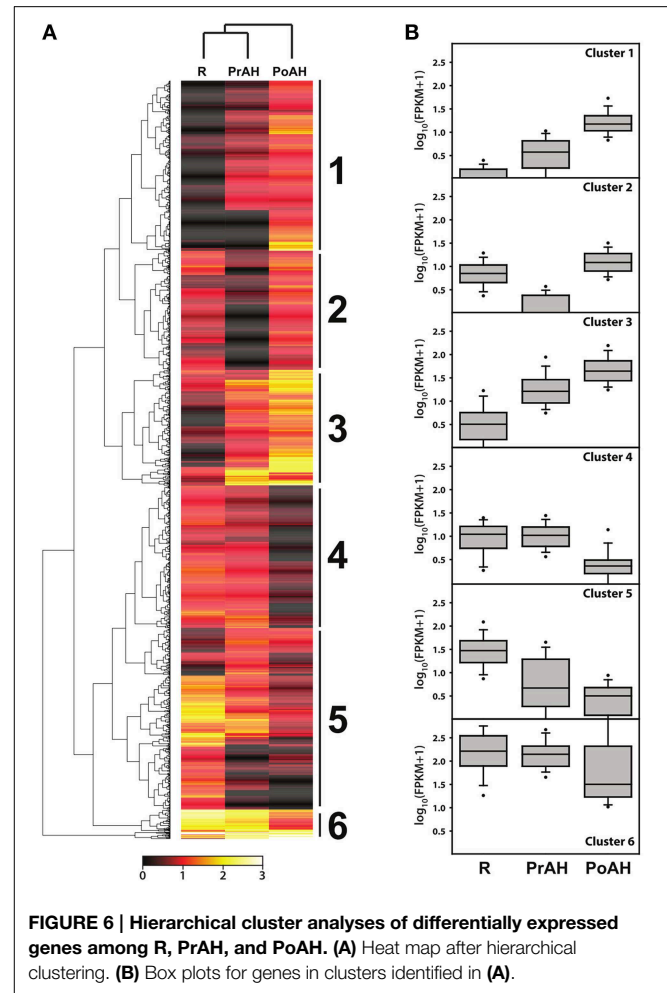 A
B
R PrAH PoAH
1
2
3
4
5
6
0 1 2 3
Cluster 1
log10(FPKM+1)
2.5
2.0
1.5
1.0
0.5
Cluster 2
log10(FPKM+1)
2.5
2.0
1.5
1.0
0.5
Cluster 3
log10(FPKM+1)
2.5
2.0
1.5
1.0
0.5
Cluster 4
log10(FPKM+1)
2.5
2.0
1.5
1.0
0.5
Cluster 5
log10(FPKM+1)
2.5
2.0
1.5
1.0
0.5
log10(FPKM+1)
2.5
2.0
1.5
1.0
0.5
Cluster 6
R PrAH PoAH
FIGURE 6 | Hierarchical cluster analyses of differentially expressed
genes among R, PrAH, and PoAH. (A) Heat map after hierarchical
clustering. (B) Box plots for genes in clusters identified in (A).